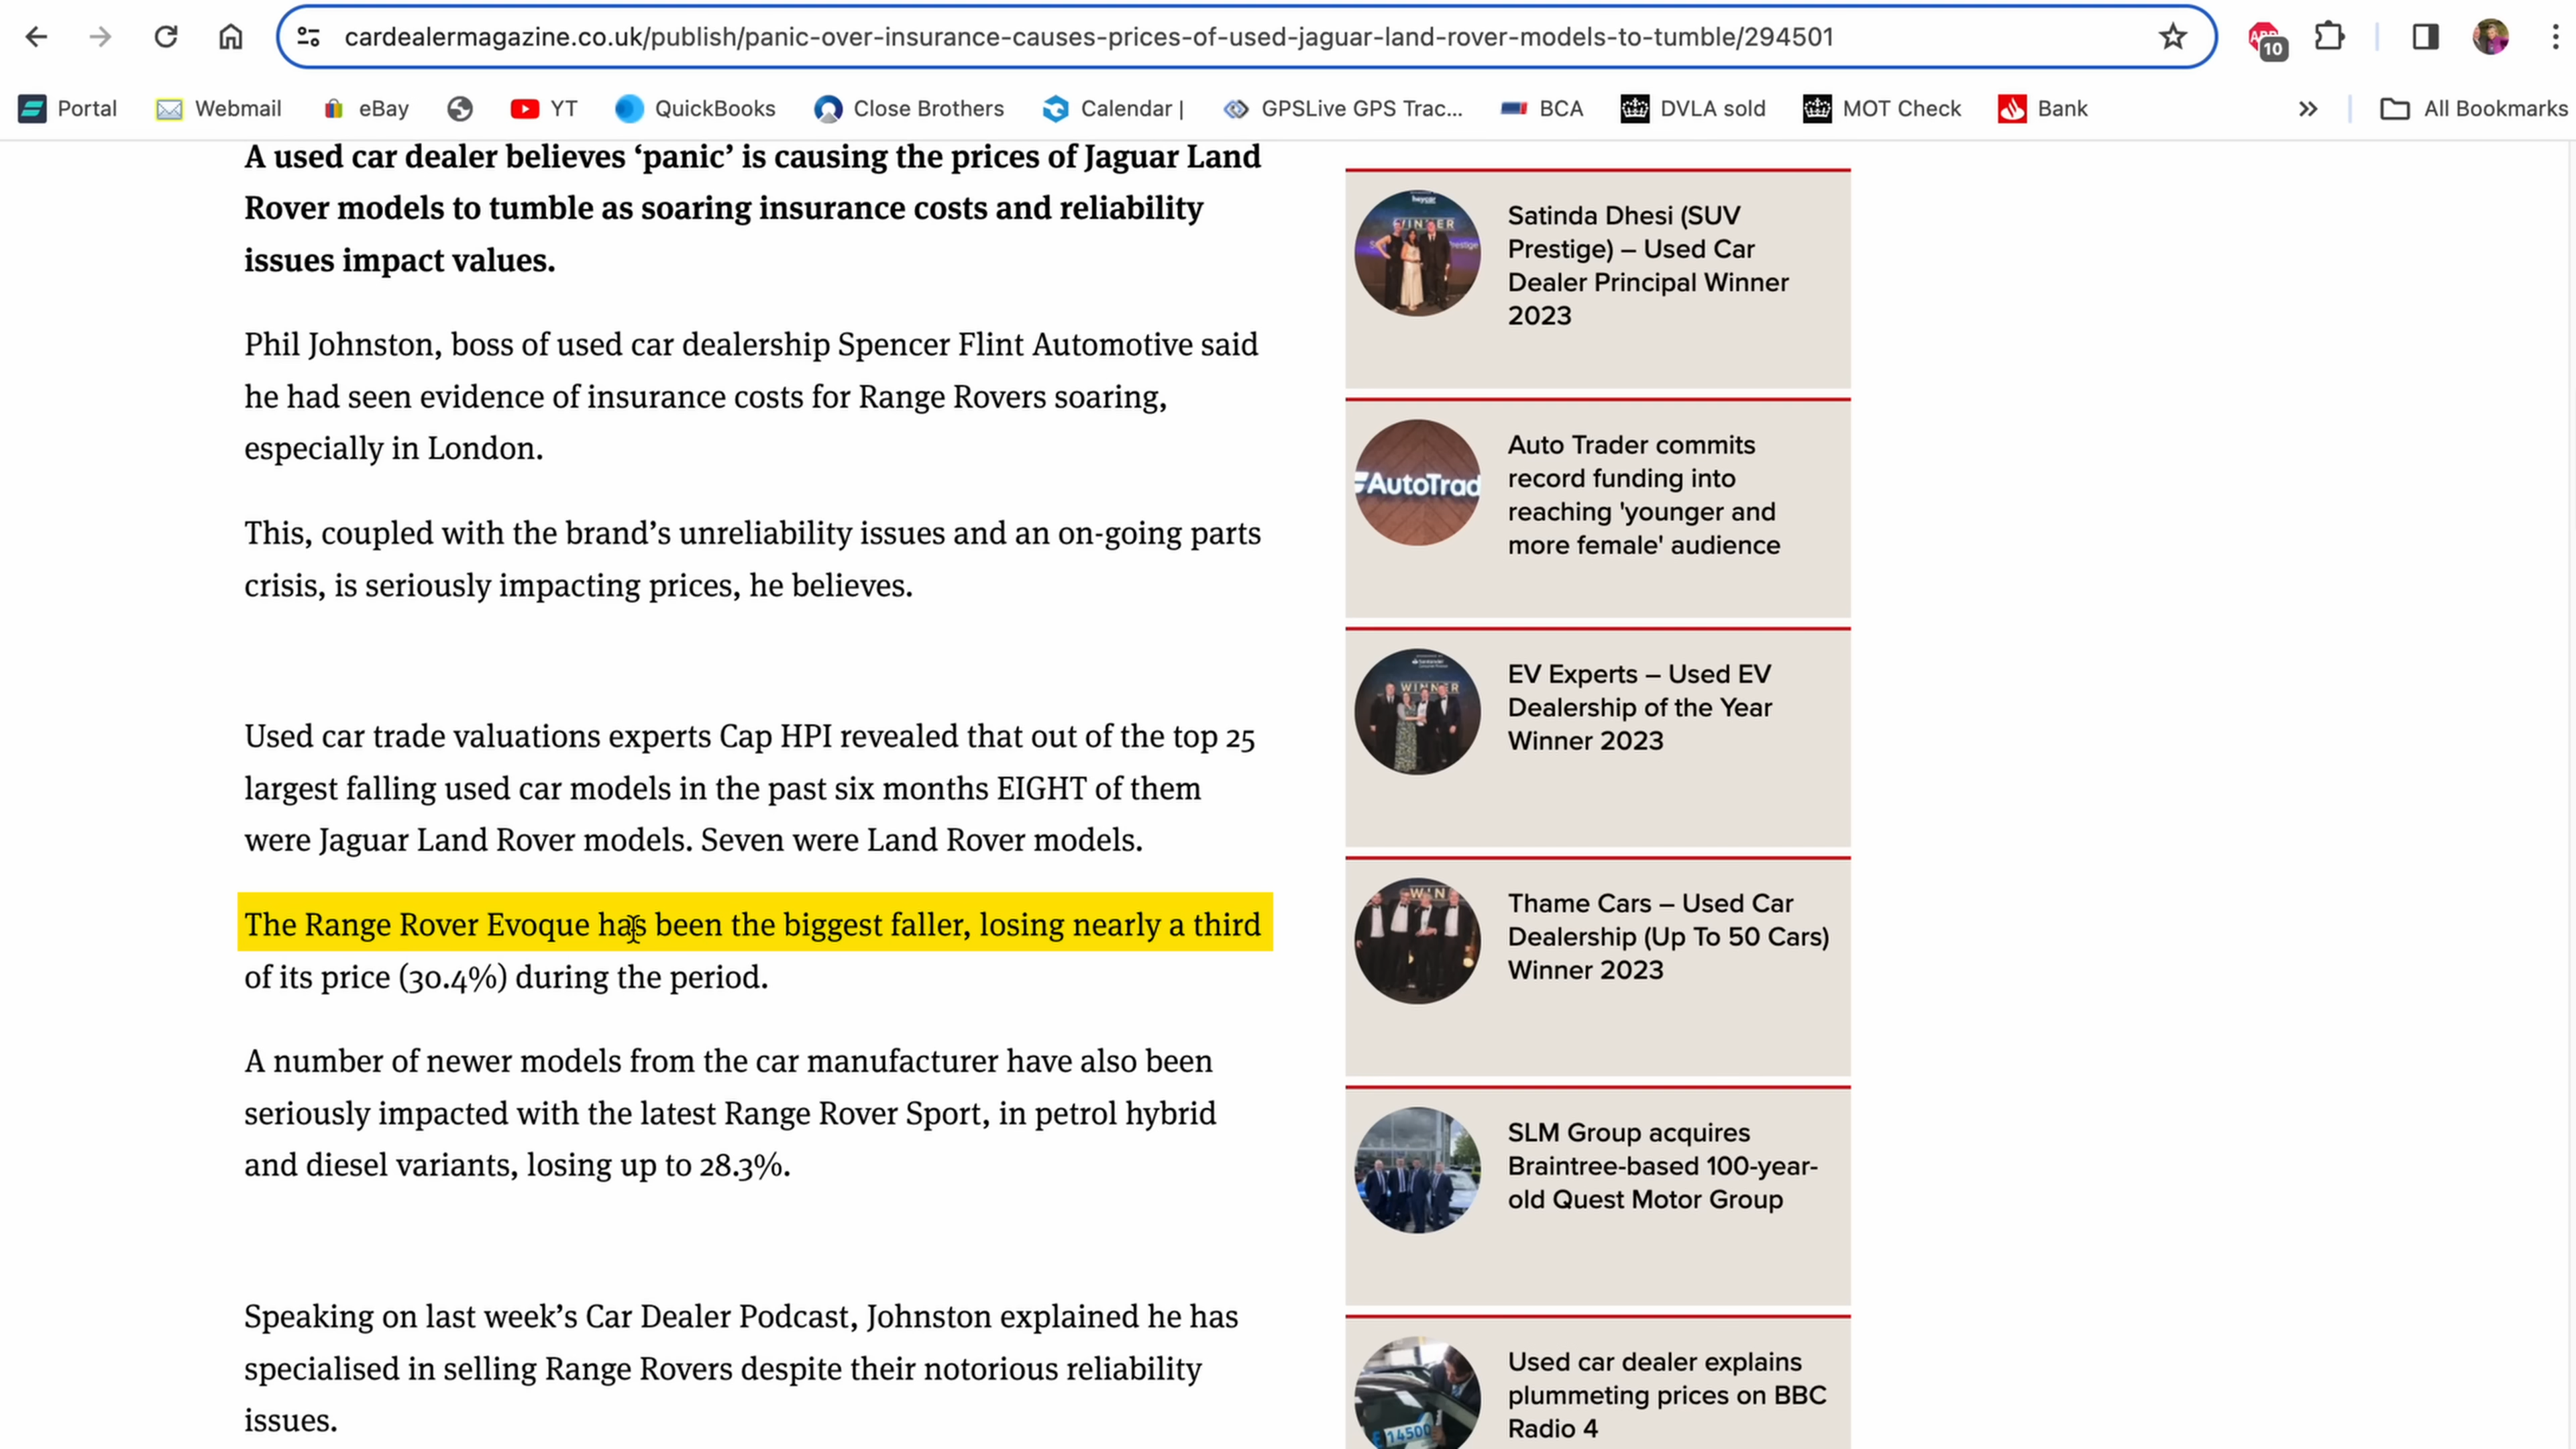 cardealermagazine.co.uk/publish/panic-over-insurance-causes-prices-of-used-jaguar-land-rover-models-to-tumble/294501
10
Portal
Webmail
eBay
YT
QuickBooks
Close Brothers
Calendar |
GPSLive GPS Trac...
BCA
DVLA sold
MOT Check
Bank
All Bookmarks
A used car dealer believes ‘panic’ is causing the prices of Jaguar Land
Rover models to tumble as soaring insurance costs and reliability
issues impact values.
Phil Johnston, boss of used car dealership Spencer Flint Automotive said
he had seen evidence of insurance costs for Range Rovers soaring,
especially in London.
This, coupled with the brand’s unreliability issues and an on-going parts
crisis, is seriously impacting prices, he believes.
Used car trade valuations experts Cap HPI revealed that out of the top 25
largest falling used car models in the past six months EIGHT of them
were Jaguar Land Rover models. Seven were Land Rover models.
The Range Rover Evoque has been the biggest faller, losing nearly a third
of its price (30.4%) during the period.
A number of newer models from the car manufacturer have also been
seriously impacted with the latest Range Rover Sport, in petrol hybrid
and diesel variants, losing up to 28.3%.
Speaking on last week’s Car Dealer Podcast, Johnston explained he has
specialised in selling Range Rovers despite their notorious reliability
issues.
heycar
WINNER
Satinda Dhesi (SUV
Prestige) – Used Car
Dealer Principal Winner
2023
AutoTrad
Auto Trader commits
record funding into
reaching 'younger and
more female' audience
WINNER
EV Experts – Used EV
Dealership of the Year
Winner 2023
WIN
Thame Cars – Used Car
Dealership (Up To 50 Cars)
Winner 2023
SLM Group acquires
Braintree-based 100-year-
old Quest Motor Group
£14500
Used car dealer explains
plummeting prices on BBC
Radio 4